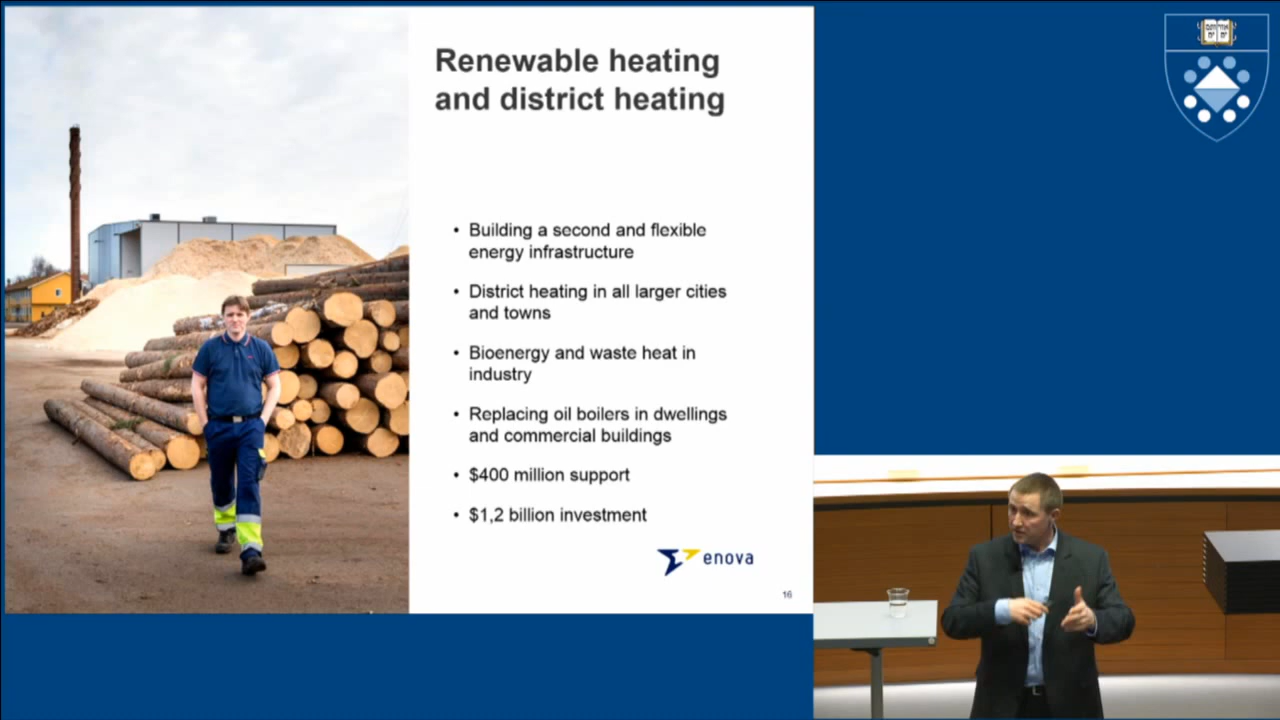 Renewable heating
and district heating
• Building a second and flexible
energy infrastructure
• District heating in all larger cities
and towns
• Bioenergy and waste heat in
industry
• Replacing oil boilers in dwellings
and commercial buildings
• $400 million support
• $1,2 billion investment
enova
16